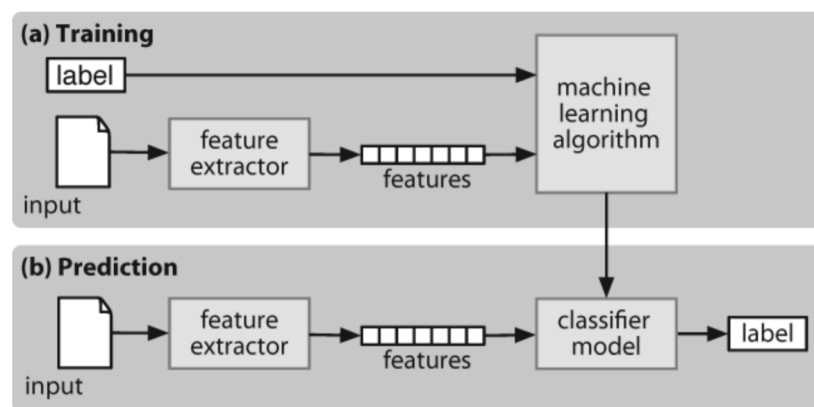 (a) Training
label
machine
learning
algorithm
feature
extractor
features
input
(b) Prediction
feature
extractor
features
classifier
model
label
input